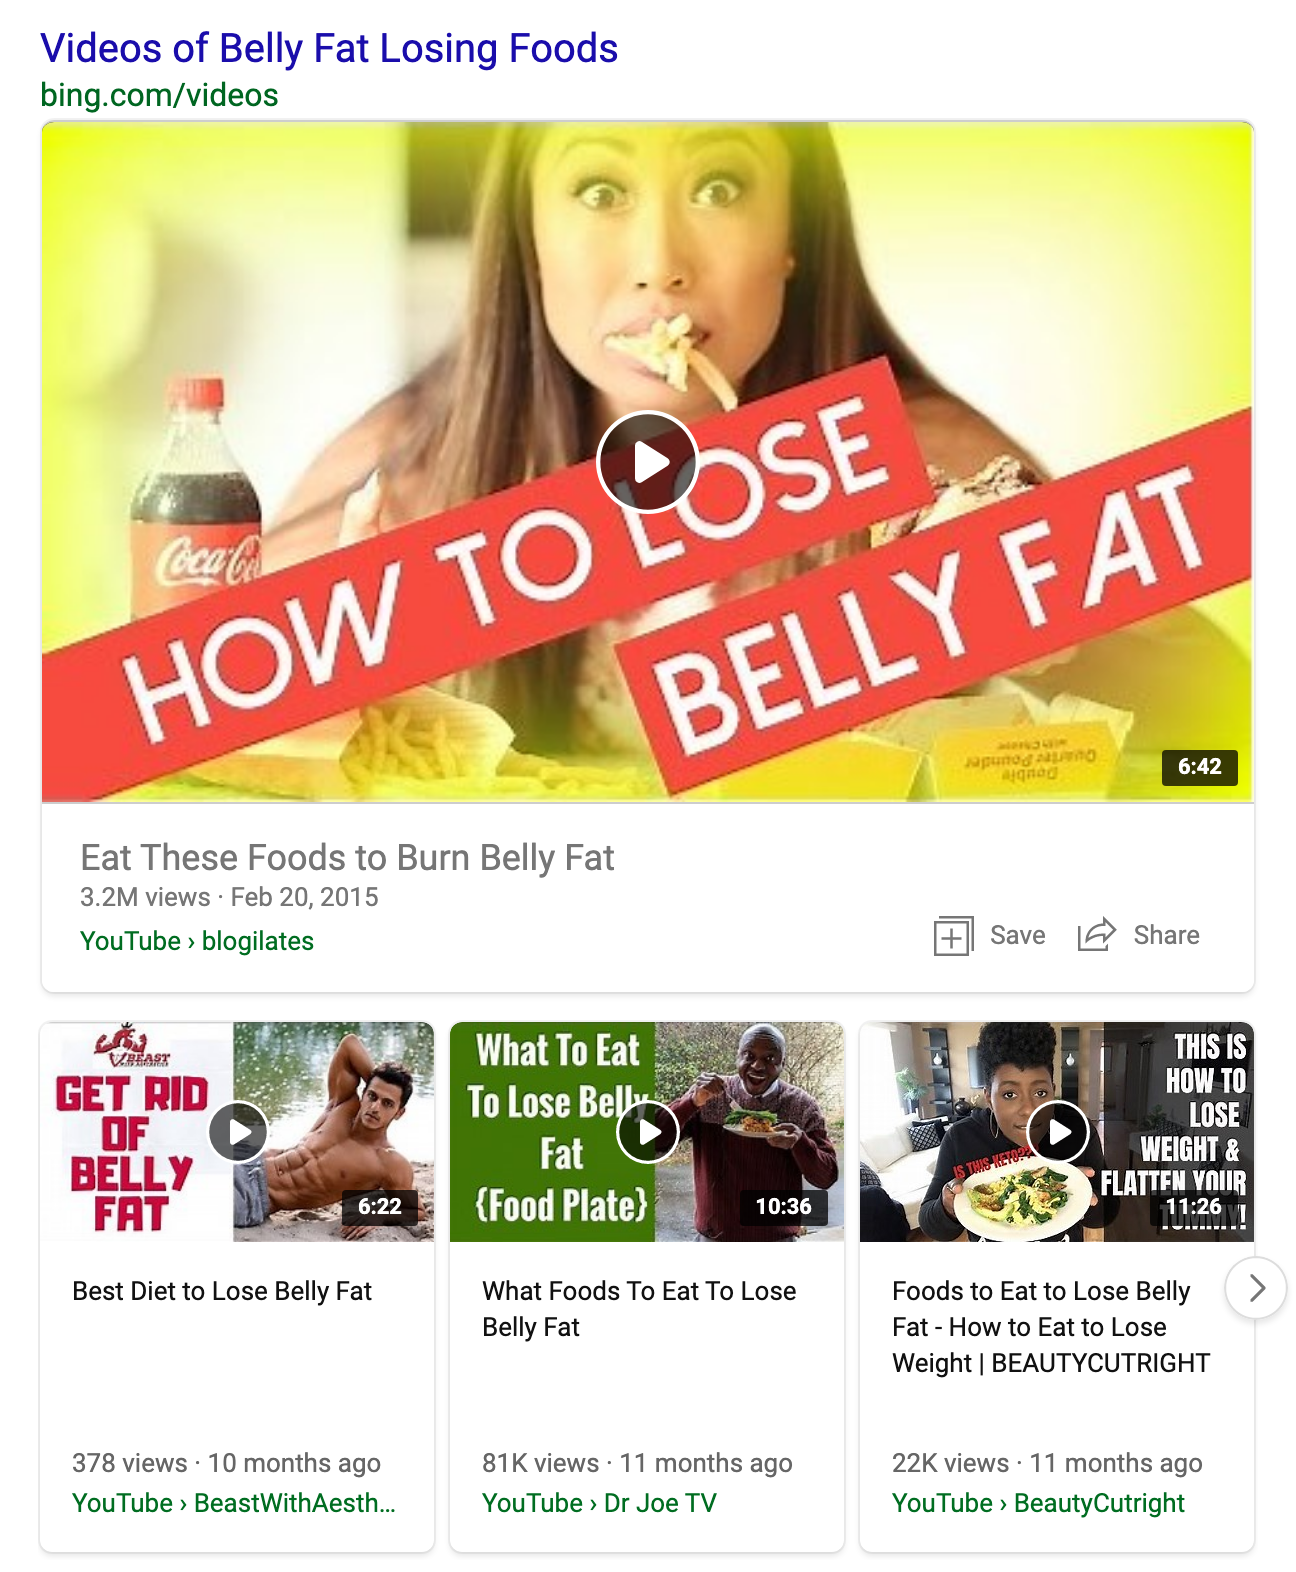 Videos of Belly Fat Losing Foods
bing.com/videos
Coca-Co
HOW TO LOSE
BELLY FAT
Double
Quarter Pounder
with Cheese
6:42
Eat These Foods to Burn Belly Fat
3.2M views · Feb 20, 2015
YouTube › blogilates
Save
Share
BEAST
GET RID
OF
BELLY
FAT
6:22
Best Diet to Lose Belly Fat
378 views · 10 months ago
YouTube › BeastWithAesth...
What To Eat
To Lose Belly
Fat
{Food Plate}
10:36
What Foods To Eat To Lose
Belly Fat
81K views · 11 months ago
YouTube › Dr Joe TV
IS THIS KETO??
THIS IS
HOW TO
LOSE
WEIGHT &
FLATTEN YOUR
TUMMY!
11:26
Foods to Eat to Lose Belly
Fat - How to Eat to Lose
Weight | BEAUTYCUTRIGHT
22K views · 11 months ago
YouTube › BeautyCutright